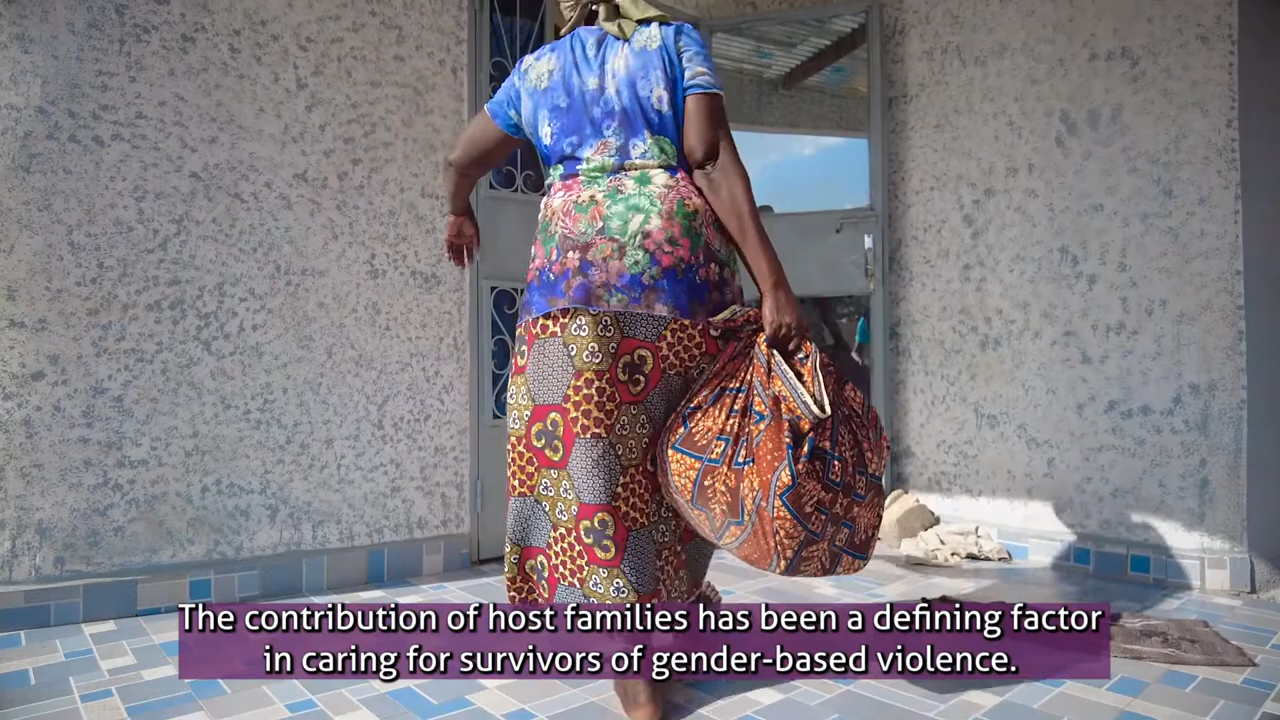 The contribution of host families has been a defining factor
in caring for survivors of gender-based violence.